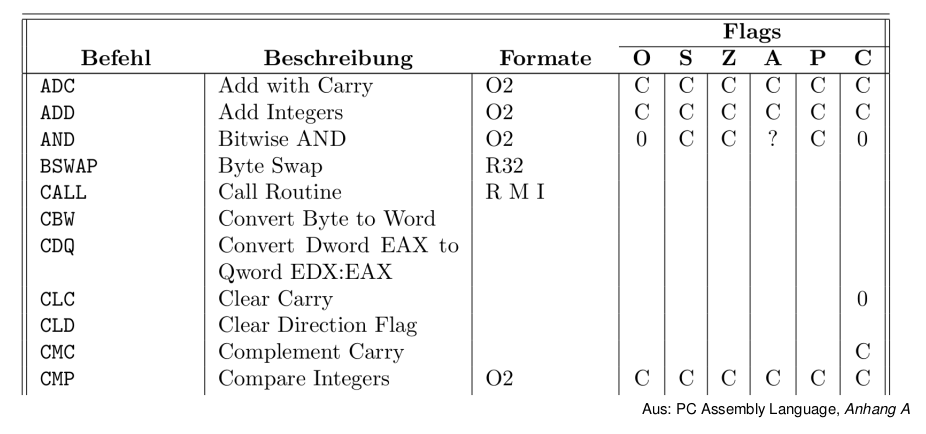 Flags
Befehl Beschreibung Formate O S Z A P C
ADC Add with Carry O2 C C C C C C
ADD Add Integers O2 C C C C C C
AND Bitwise AND O2 0 C C ? C 0
BSWAP Byte Swap R32
CALL Call Routine R M I
CBW Convert Byte to Word
CDQ Convert Dword EAX to
Qword EDX:EAX
CLC Clear Carry 0
CLD Clear Direction Flag
CMC Complement Carry C
CMP Compare Integers O2 C C C C C C
Aus: PC Assembly Language, Anhang A